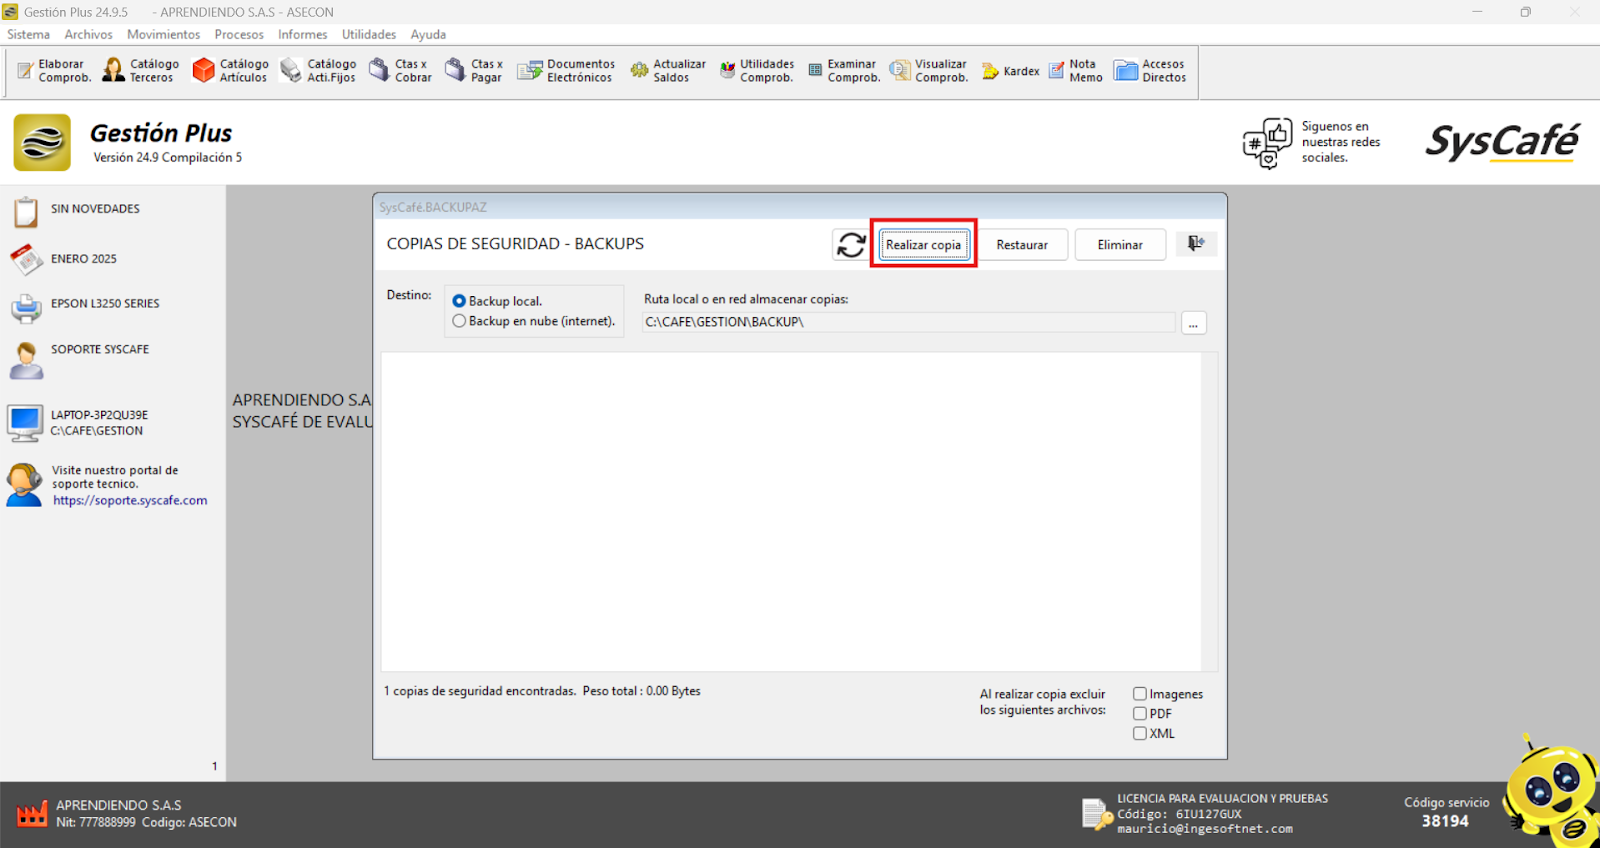 Gestión Plus 24.9.5 - APRENDIENDO S.A.S - ASECON
Sistema Archivos Movimientos Procesos Informes Utilidades Ayuda
Elaborar
Comprob.
Catálogo
Terceros
Catálogo
Artículos
Catálogo
Acti.Fijos
Ctas x
Cobrar
Ctas x
Pagar
Documentos
Electrónicos
Actualizar
Saldos
Utilidades
Comprob.
Examinar
Comprob.
Visualizar
Comprob.
Kardex
Nota
Memo
Accesos
Directos
Gestión Plus
Versión 24.9 Compilación 5
Siguenos en
nuestras redes
sociales.
SysCafé
SIN NOVEDADES
ENERO 2025
EPSON L3250 SERIES
SOPORTE SYSCAFE
LAPTOP-3P2QU39E
C:\CAFE\GESTION
Visite nuestro portal de
soporte tecnico.
https://soporte.syscafe.com
1
APRENDIENDO S.A
SYSCAFÉ DE EVALU
SysCafé.BACKUPAZ
COPIAS DE SEGURIDAD - BACKUPS
Realizar copia
Restaurar
Eliminar
Destino:
Backup local.
Backup en nube (internet).
Ruta local o en red almacenar copias:
C:\CAFE\GESTION\BACKUP\
...
1 copias de seguridad encontradas. Peso total : 0.00 Bytes
Al realizar copia excluir
los siguientes archivos:
Imagenes
PDF
XML
APRENDIENDO S.A.S
Nit: 777888999 Codigo: ASECON
LICENCIA PARA EVALUACION Y PRUEBAS
Código: 6IU127GUX
mauricio@ingesoftnet.com
Código servicio
38194